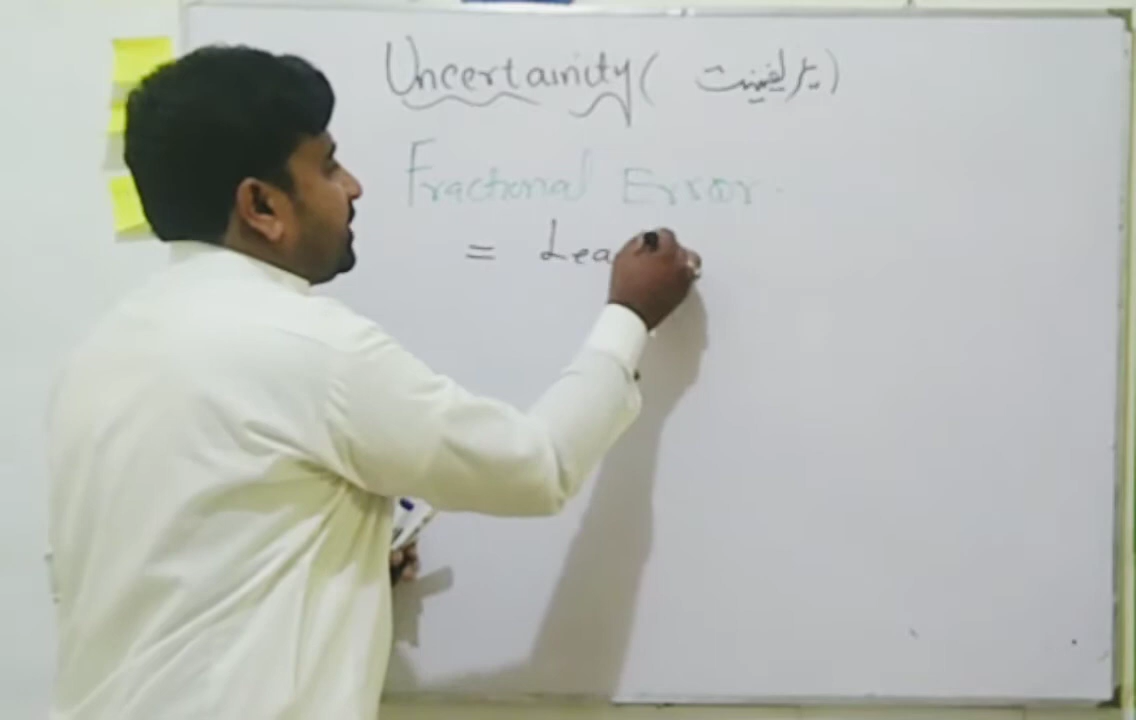 Uncertainity ( بے یقینیت )
Fractional Error.
= Lea